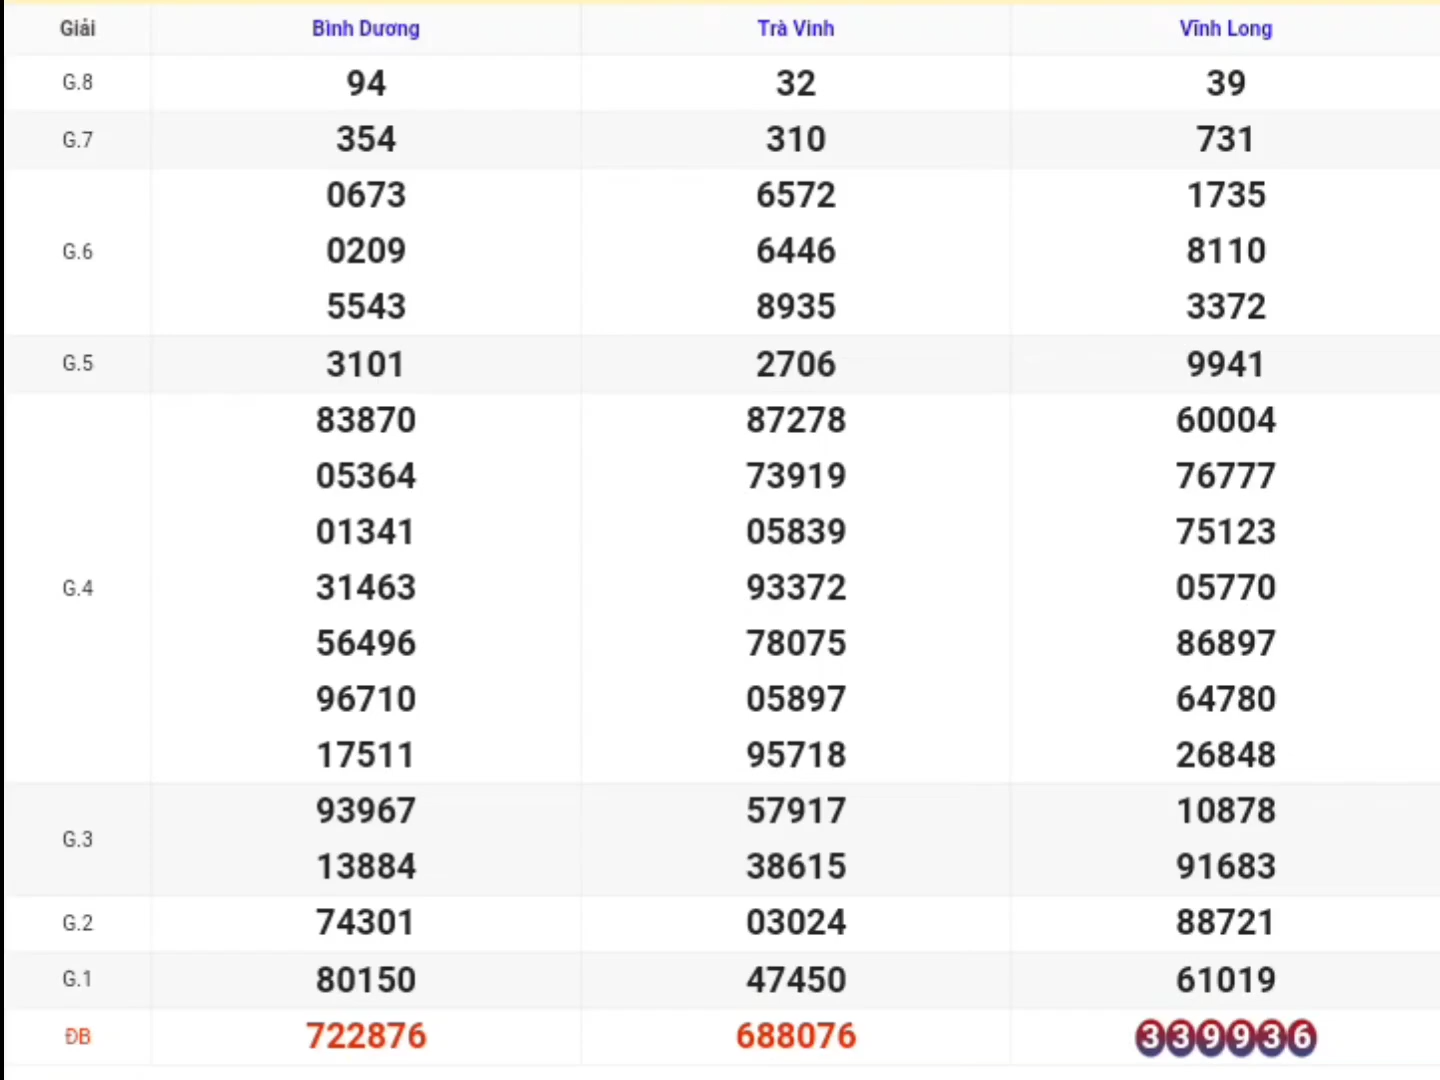 Giải Bình Dương Trà Vinh Vĩnh Long
G.8 94 32 39
G.7 354 310 731
0673 6572 1735
G.6 0209 6446 8110
5543 8935 3372
G.5 3101 2706 9941
83870 87278 60004
05364 73919 76777
01341 05839 75123
G.4 31463 93372 05770
56496 78075 86897
96710 05897 64780
17511 95718 26848
G.3
93967 57917 10878
13884 38615 91683
G.2 74301 03024 88721
G.1 80150 47450 61019
ĐB 722876 688076 339936